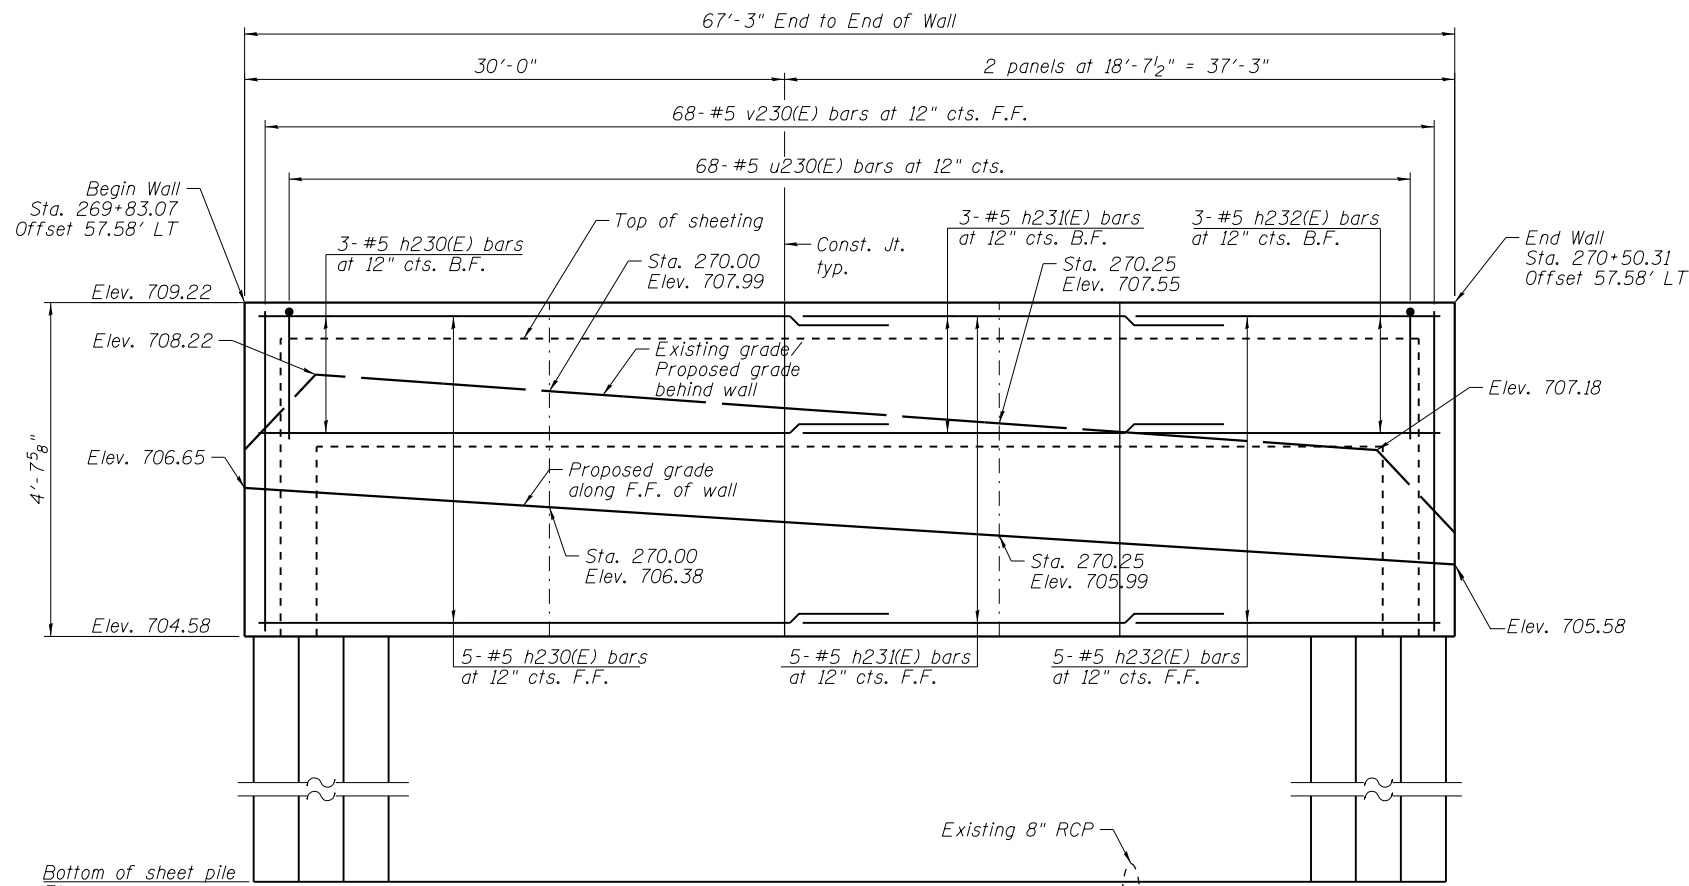 67'-3" End to End of Wall
30'-0"
2 panels at 18'-7 1/2" = 37'-3"
68-#5 v230(E) bars at 12" cts. F.F.
68-#5 u230(E) bars at 12" cts.
Begin Wall
Sta. 269+83.07
Offset 57.58' LT
Top of sheeting
3-#5 h230(E) bars
at 12" cts. B.F.
Sta. 270.00
Elev. 707.99
Const. Jt.
typ.
3-#5 h231(E) bars
at 12" cts. B.F.
Sta. 270.25
Elev. 707.55
3-#5 h232(E) bars
at 12" cts. B.F.
End Wall
Sta. 270+50.31
Offset 57.58' LT
Elev. 709.22
Elev. 708.22
Existing grade/
Proposed grade
behind wall
Elev. 707.18
Elev. 706.65
4'-7 5/8"
Proposed grade
along F.F. of wall
Sta. 270.00
Elev. 706.38
Sta. 270.25
Elev. 705.99
Elev. 704.58
Elev. 705.58
5-#5 h230(E) bars
at 12" cts. F.F.
5-#5 h231(E) bars
at 12" cts. F.F.
5-#5 h232(E) bars
at 12" cts. F.F.
Existing 8" RCP
Bottom of sheet pile